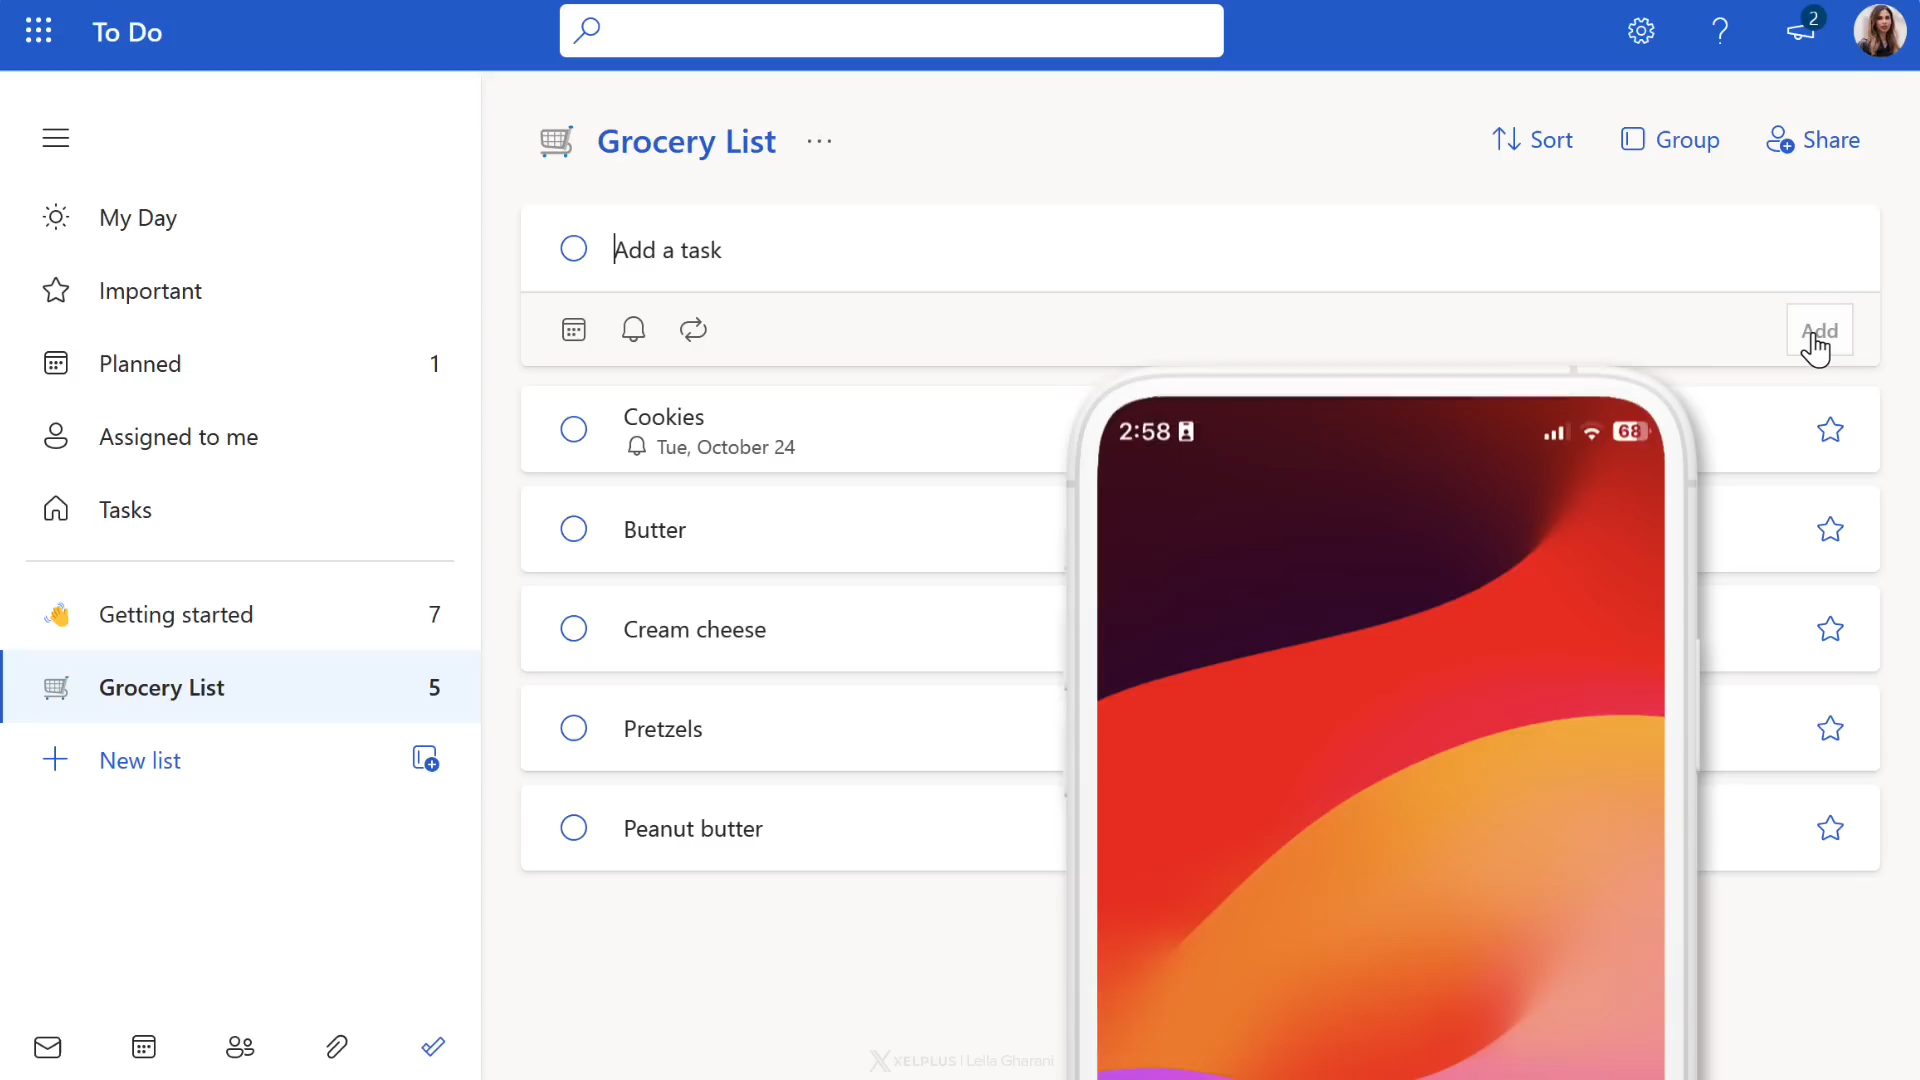 To Do
2
Grocery List
Sort
Group
Share
My Day
Add a task
Important
Add
Planned 1
Cookies
Tue, October 24
2:58
68
Assigned to me
Tasks
Butter
Getting started 7
Cream cheese
Grocery List 5
Pretzels
New list
Peanut butter
XELPLUS | Leila Gharani